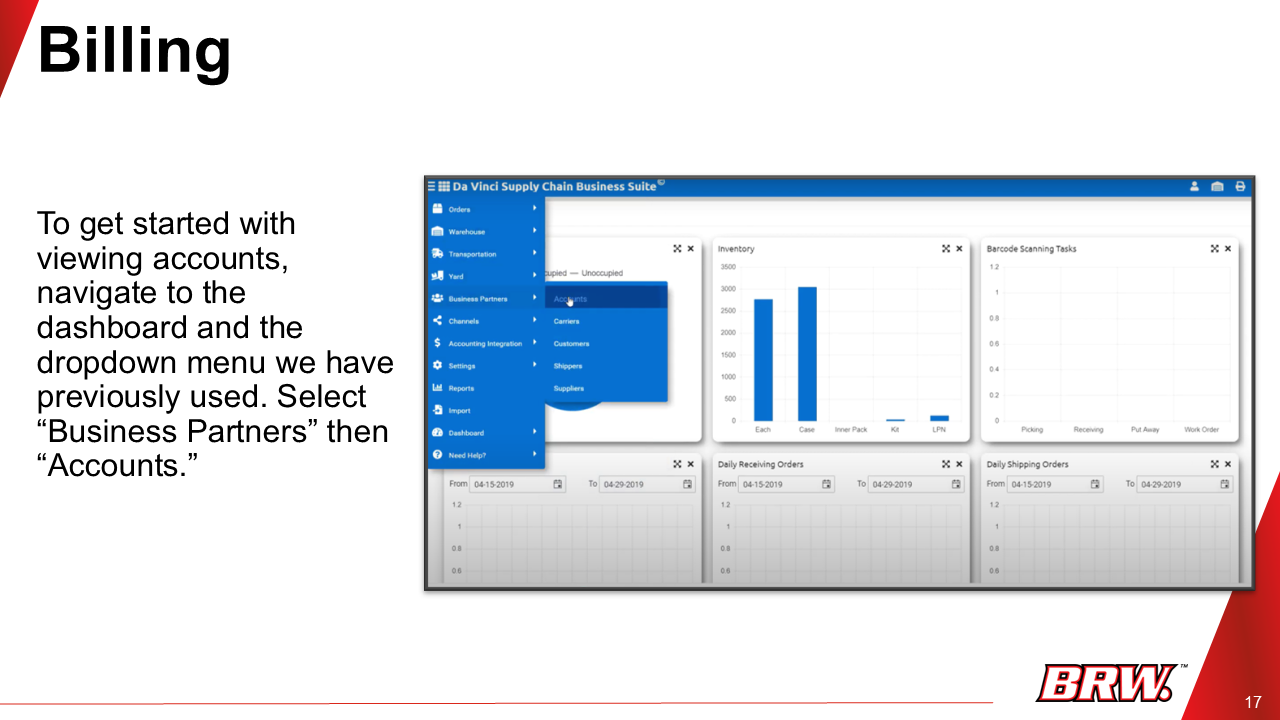 Billing
To get started with
viewing accounts,
navigate to the
dashboard and the
dropdown menu we have
previously used. Select
“Business Partners” then
“Accounts.”
Da Vinci Supply Chain Business Suite
Orders
Warehouse
Transportation
Yard
Business Partners
Channels
Accounting Integration
Settings
Reports
Import
Dashboard
Need Help?
Accounts
Carriers
Customers
Shippers
Suppliers
upied — Unoccupied
Inventory
3500
3000
2500
2000
1500
1000
500
0
Each Case Inner Pack Kit LPN
Barcode Scanning Tasks
1.2
1
0.8
0.6
0.4
0.2
0
Picking Receiving Put Away Work Order
From 04-15-2019 To 04-29-2019
1.2
1
0.8
0.6
Daily Receiving Orders
From 04-15-2019 To 04-29-2019
1.2
1
0.8
0.6
Daily Shipping Orders
From 04-15-2019 To 04-29-2019
1.2
1
0.8
0.6
BRW.™
17